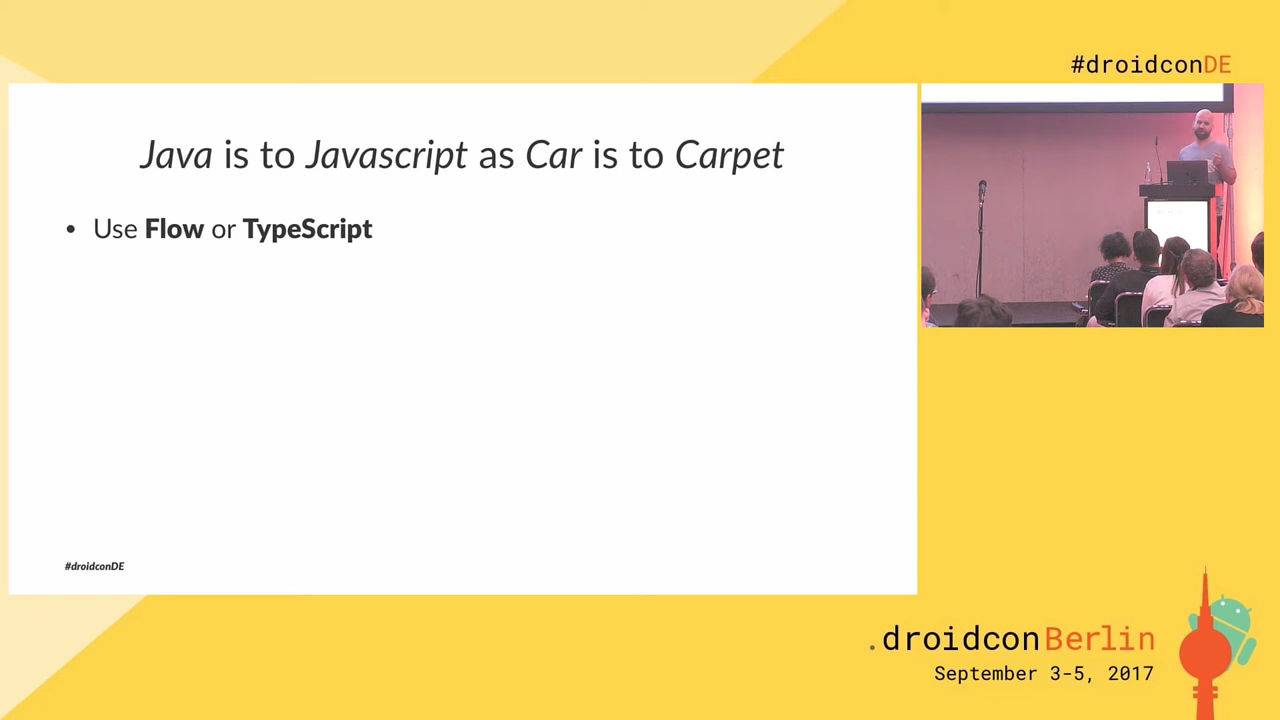 #droidconDE
Java is to Javascript as Car is to Carpet
• Use Flow or TypeScript
#droidconDE
.droidconBerlin
September 3-5, 2017